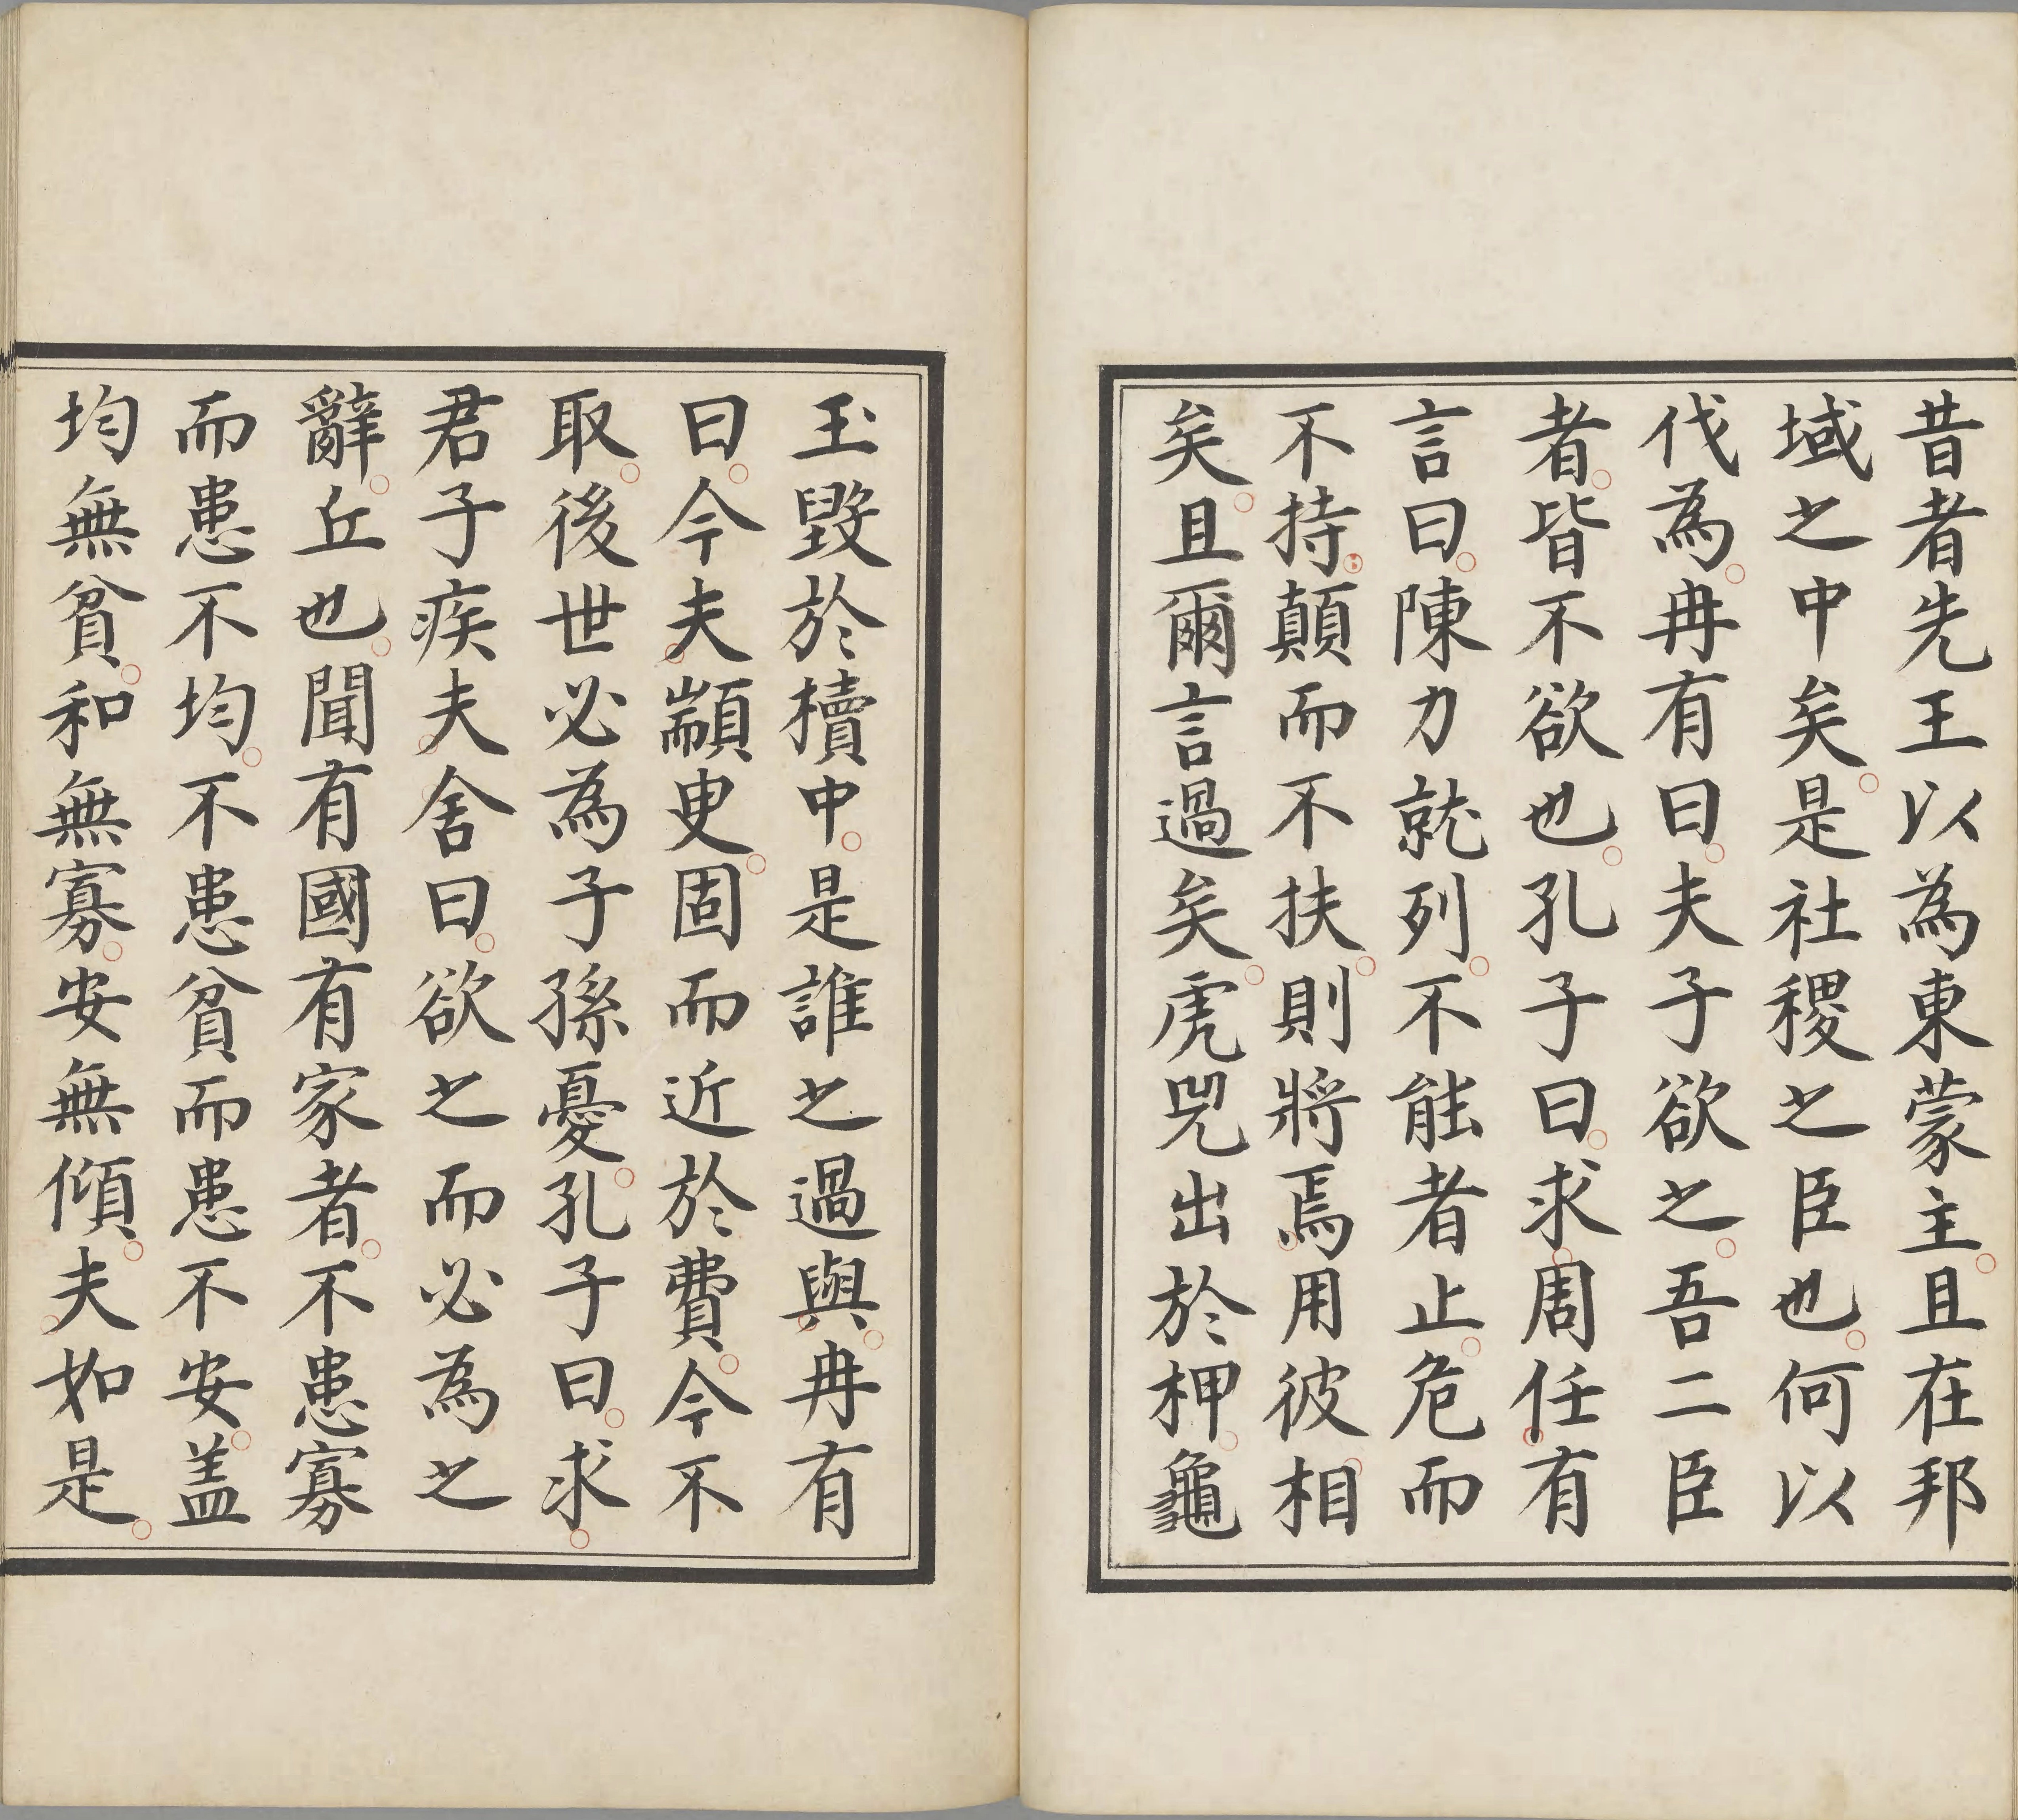 昔者先王以為東蒙主且在邦
域之中矣是社稷之臣也何以
伐為冉有曰夫子欲之吾二臣
者皆不欲也孔子曰求周任有
言曰陳力就列不能者止危而
不持顛而不扶則將焉用彼相
矣且爾言過矣虎兕出於柙龜
玉毀於櫝中是誰之過與冉有
曰今夫顓臾固而近於費今不
取後世必為子孫憂孔子曰求
君子疾夫舍曰欲之而必為之
辭丘也聞有國有家者不患寡
而患不均不患貧而患不安盖
均無貧和無寡安無傾夫如是